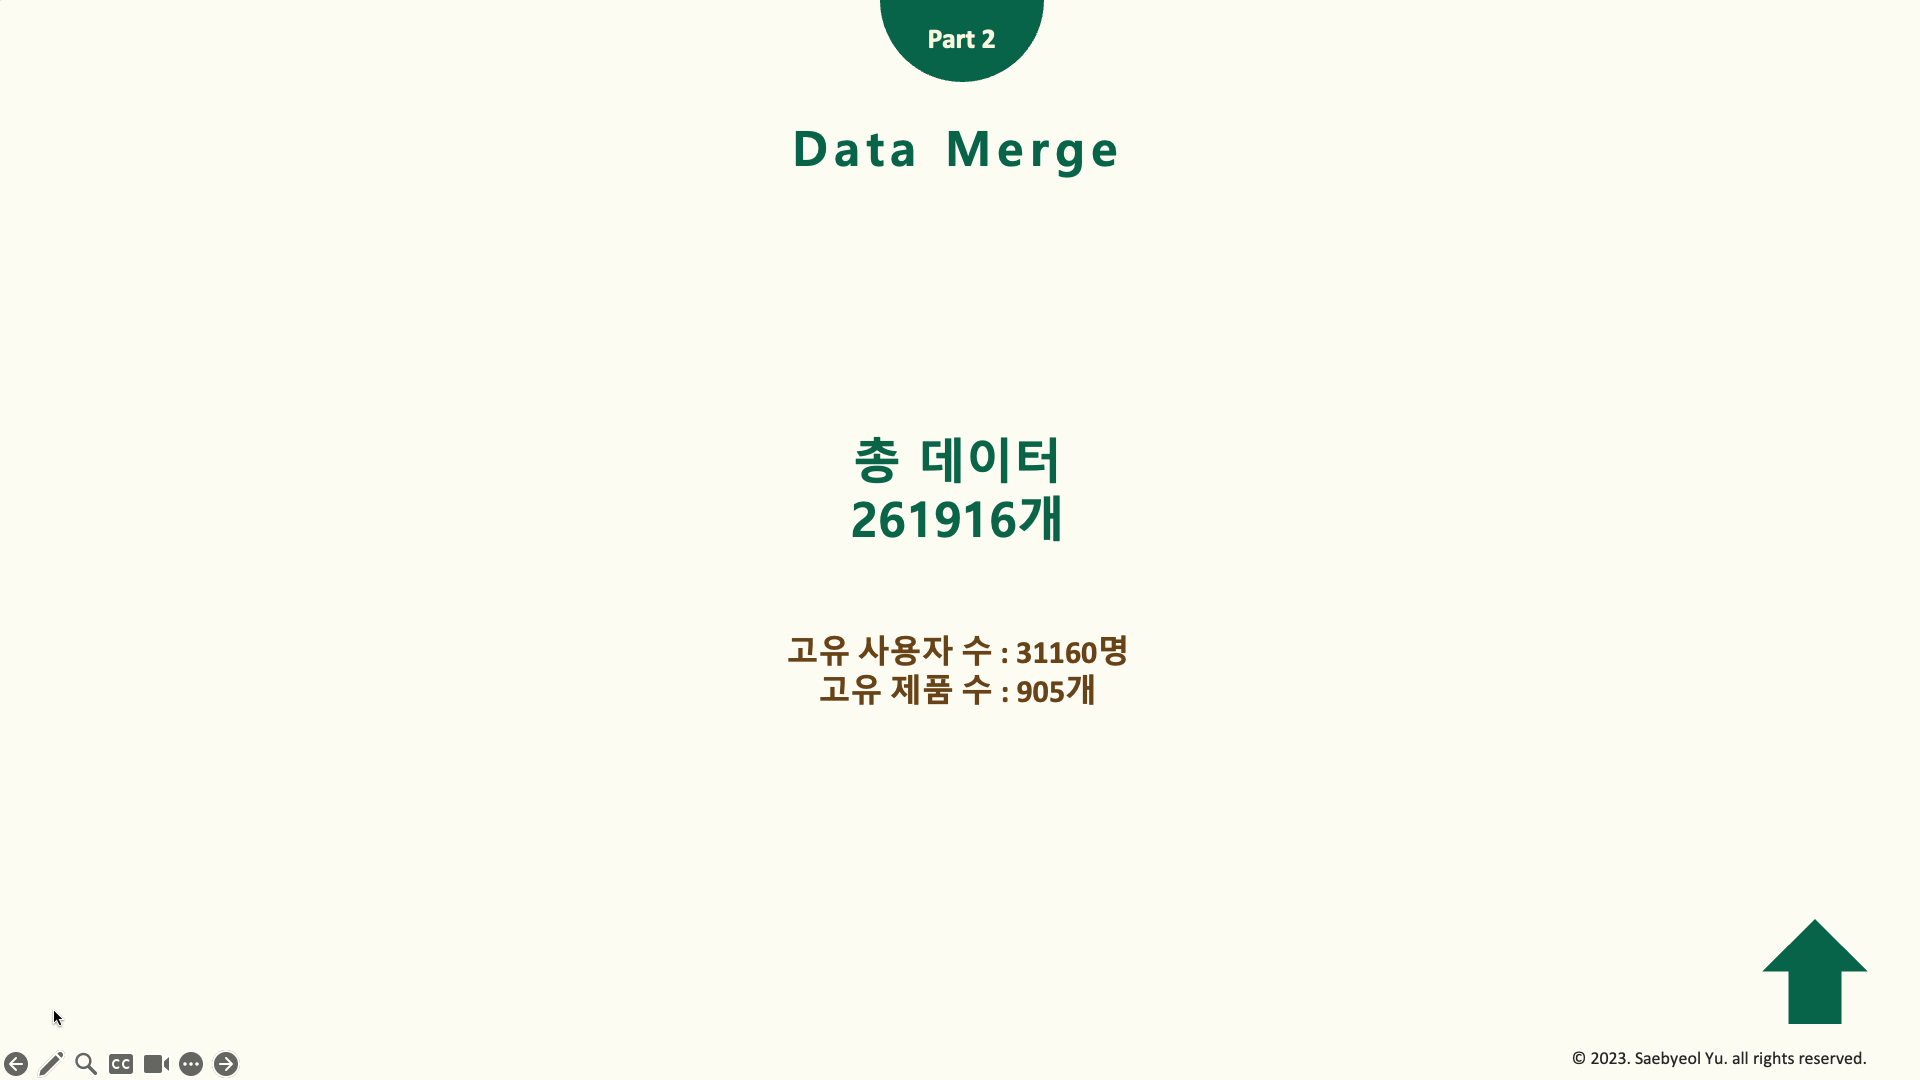 Part 2
Data Merge
총 데이터
261916개
고유 사용자 수 : 31160명
고유 제품 수 : 905개
CC
© 2023. Saebyeol Yu. all rights reserved.